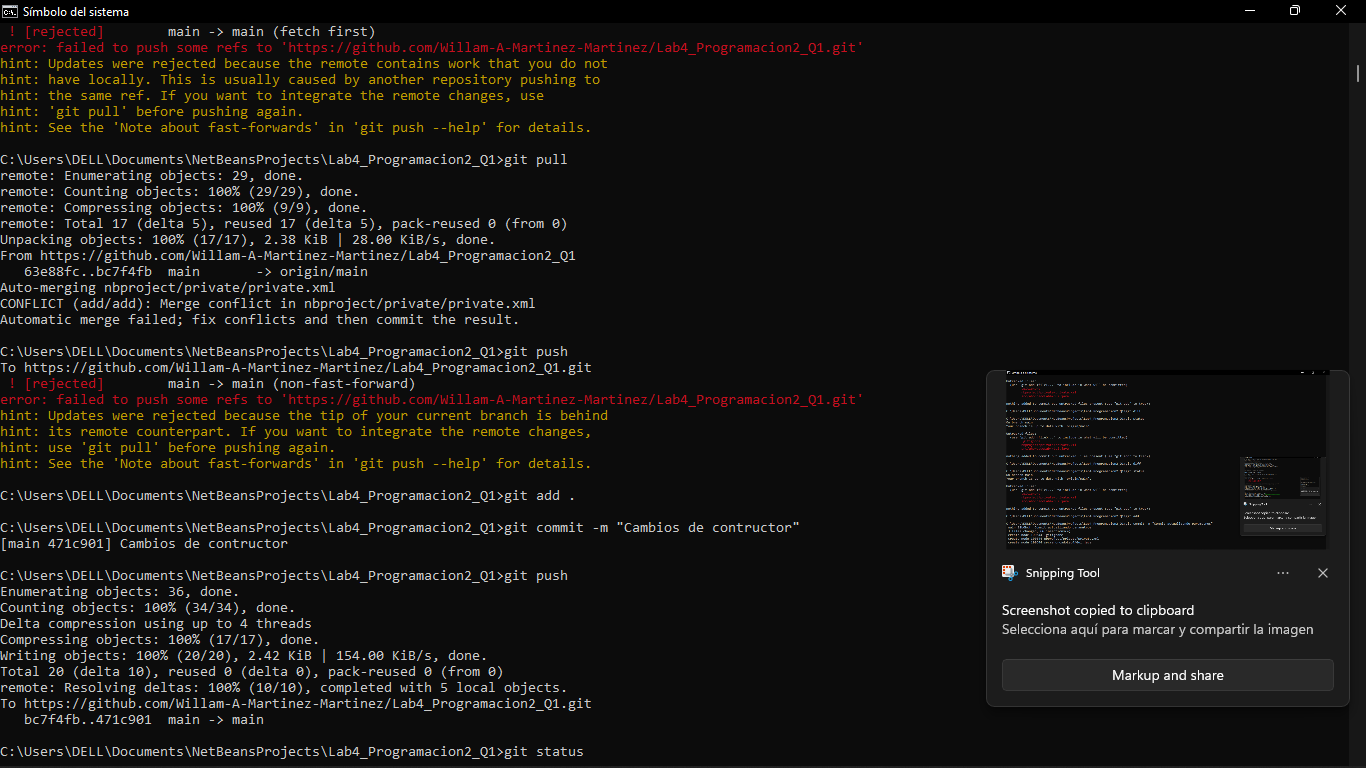 Símbolo del sistema
! [rejected]        main -> main (fetch first)
error: failed to push some refs to 'https://github.com/Willam-A-Martinez-Martinez/Lab4_Programacion2_Q1.git'
hint: Updates were rejected because the remote contains work that you do not
hint: have locally. This is usually caused by another repository pushing to
hint: the same ref. If you want to integrate the remote changes, use
hint: 'git pull' before pushing again.
hint: See the 'Note about fast-forwards' in 'git push --help' for details.
C:\Users\DELL\Documents\NetBeansProjects\Lab4_Programacion2_Q1>git pull
remote: Enumerating objects: 29, done.
remote: Counting objects: 100% (29/29), done.
remote: Compressing objects: 100% (9/9), done.
remote: Total 17 (delta 5), reused 17 (delta 5), pack-reused 0 (from 0)
Unpacking objects: 100% (17/17), 2.38 KiB | 28.00 KiB/s, done.
From https://github.com/Willam-A-Martinez-Martinez/Lab4_Programacion2_Q1
   63e88fc..bc7f4fb  main       -> origin/main
Auto-merging nbproject/private/private.xml
CONFLICT (add/add): Merge conflict in nbproject/private/private.xml
Automatic merge failed; fix conflicts and then commit the result.
C:\Users\DELL\Documents\NetBeansProjects\Lab4_Programacion2_Q1>git push
To https://github.com/Willam-A-Martinez-Martinez/Lab4_Programacion2_Q1.git
! [rejected]        main -> main (non-fast-forward)
error: failed to push some refs to 'https://github.com/Willam-A-Martinez-Martinez/Lab4_Programacion2_Q1.git'
hint: Updates were rejected because the tip of your current branch is behind
hint: its remote counterpart. If you want to integrate the remote changes,
hint: use 'git pull' before pushing again.
hint: See the 'Note about fast-forwards' in 'git push --help' for details.
C:\Users\DELL\Documents\NetBeansProjects\Lab4_Programacion2_Q1>git add .
C:\Users\DELL\Documents\NetBeansProjects\Lab4_Programacion2_Q1>git commit -m "Cambios de contructor"
[main 471c901] Cambios de contructor
C:\Users\DELL\Documents\NetBeansProjects\Lab4_Programacion2_Q1>git push
Enumerating objects: 36, done.
Counting objects: 100% (34/34), done.
Delta compression using up to 4 threads
Compressing objects: 100% (17/17), done.
Writing objects: 100% (20/20), 2.42 KiB | 154.00 KiB/s, done.
Total 20 (delta 10), reused 0 (delta 0), pack-reused 0 (from 0)
remote: Resolving deltas: 100% (10/10), completed with 5 local objects.
To https://github.com/Willam-A-Martinez-Martinez/Lab4_Programacion2_Q1.git
   bc7f4fb..471c901  main -> main
C:\Users\DELL\Documents\NetBeansProjects\Lab4_Programacion2_Q1>git status
Snipping Tool
Screenshot copied to clipboard
Selecciona aquí para marcar y compartir la imagen
Markup and share